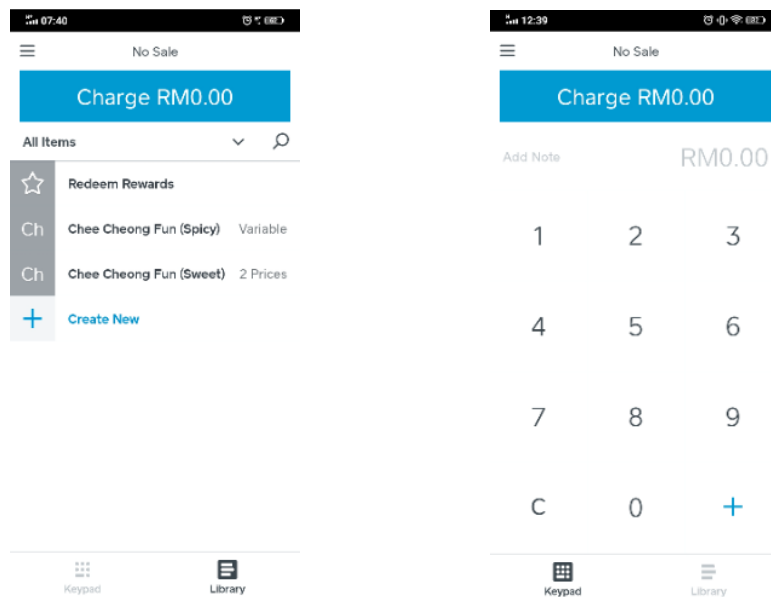 07:40
No Sale
Charge RM0.00
All Items
Redeem Rewards
Ch Chee Cheong Fun (Spicy) Variable
Ch Chee Cheong Fun (Sweet) 2 Prices
+ Create New
Keypad Library
12:39
No Sale
Charge RM0.00
Add Note RM0.00
1 2 3
4 5 6
7 8 9
C 0 +
Keypad Library